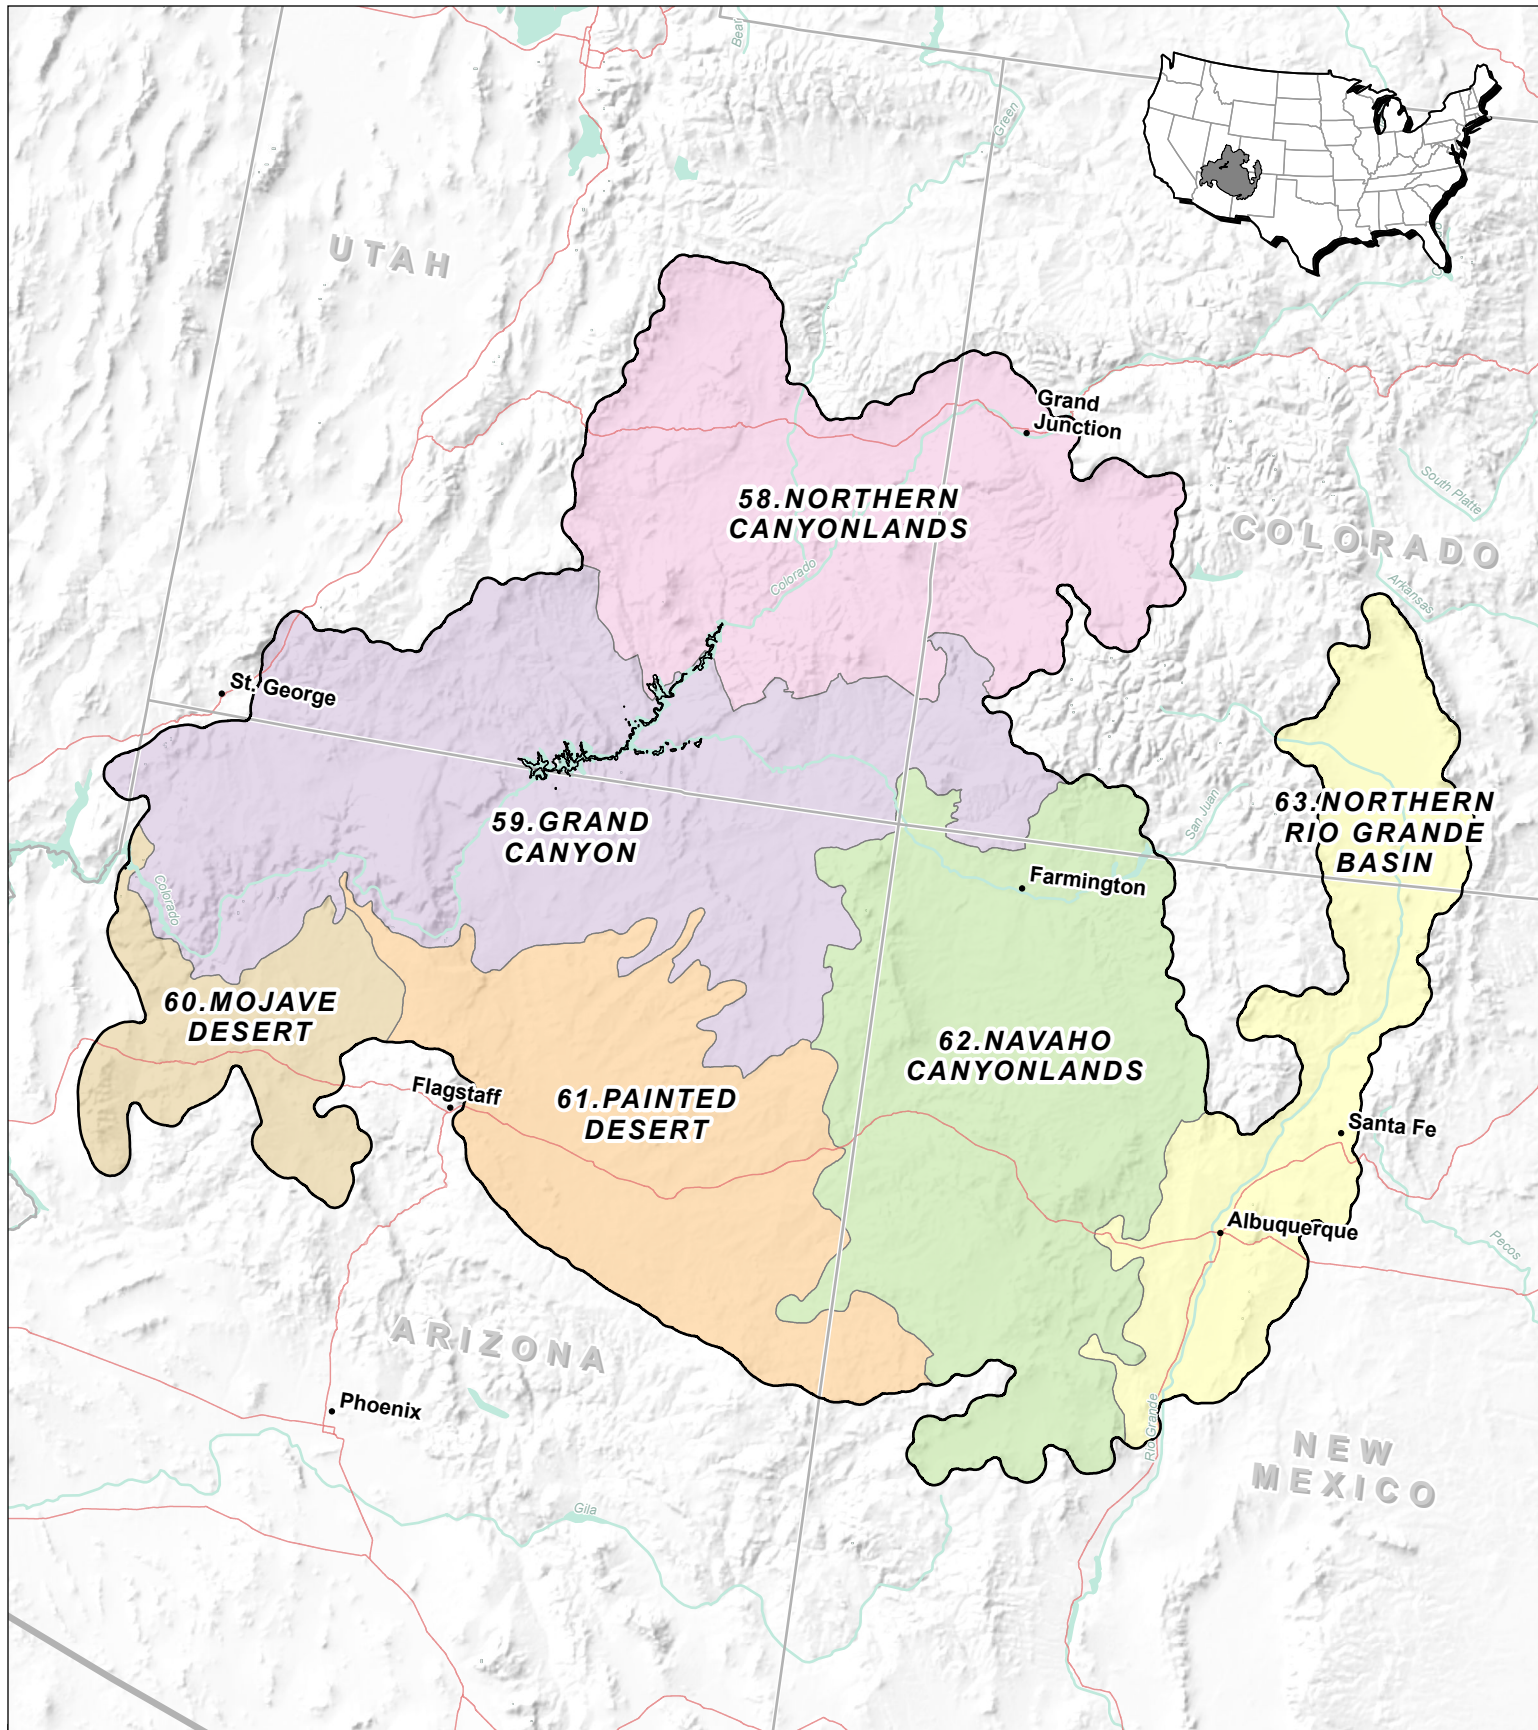 Bear
Green
UTAH
Grand
Junction
South Platte
58.NORTHERN
CANYONLANDS
COLORADO
Colorado
Arkansas
St. George
63.NORTHERN
RIO GRANDE
BASIN
San Juan
59.GRAND
CANYON
Farmington
Colorado
60.MOJAVE
DESERT
62.NAVAHO
CANYONLANDS
Flagstaff
61.PAINTED
DESERT
Santa Fe
Albuquerque
Pecos
ARIZONA
Phoenix
Rio Grande
NEW
MEXICO
Gila